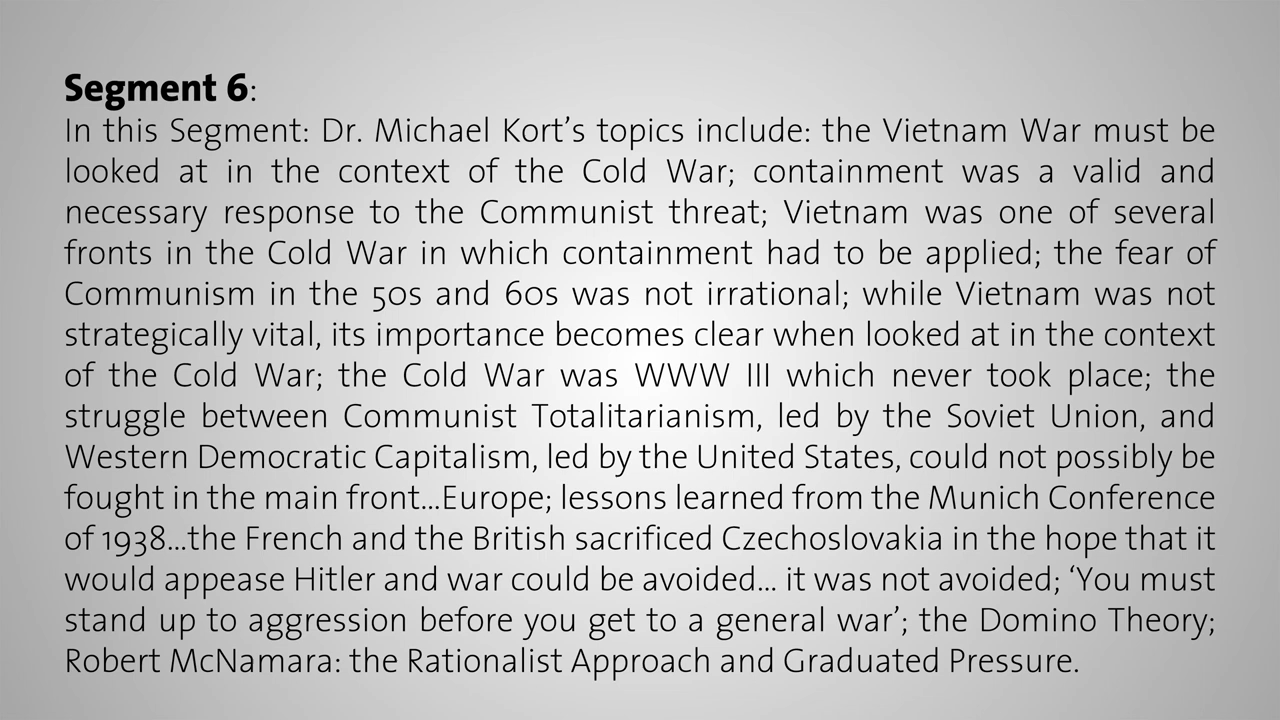 Segment 6:
In this Segment: Dr. Michael Kort’s topics include: the Vietnam War must be
looked at in the context of the Cold War; containment was a valid and
necessary response to the Communist threat; Vietnam was one of several
fronts in the Cold War in which containment had to be applied; the fear of
Communism in the 50s and 60s was not irrational; while Vietnam was not
strategically vital, its importance becomes clear when looked at in the context
of the Cold War; the Cold War was WWW III which never took place; the
struggle between Communist Totalitarianism, led by the Soviet Union, and
Western Democratic Capitalism, led by the United States, could not possibly be
fought in the main front...Europe; lessons learned from the Munich Conference
of 1938...the French and the British sacrificed Czechoslovakia in the hope that it
would appease Hitler and war could be avoided... it was not avoided; ‘You must
stand up to aggression before you get to a general war’; the Domino Theory;
Robert McNamara: the Rationalist Approach and Graduated Pressure.